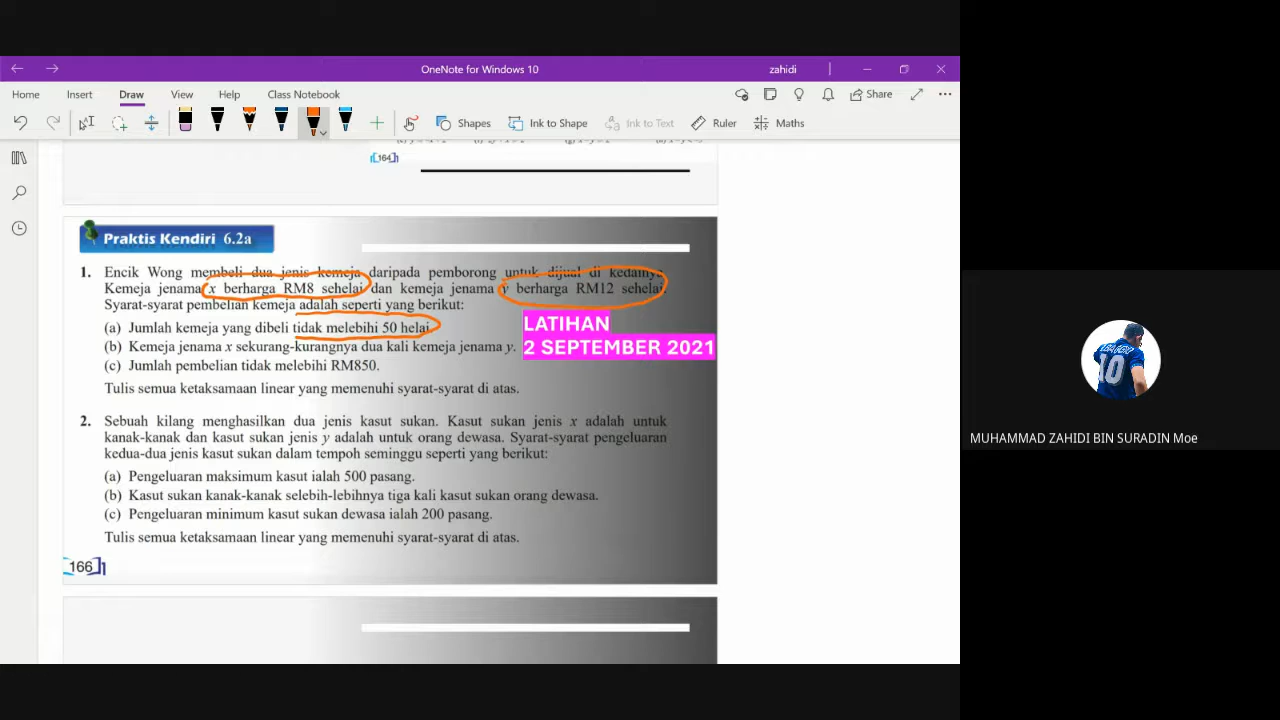 OneNote for Windows 10
zahidi
Home Insert Draw View Help Class Notebook
Share
Shapes Ink to Shape Ink to Text Ruler Maths
164
Praktis Kendiri 6.2a
1. Encik Wong membeli dua jenis kemeja daripada pemborong untuk dijual di kedainya.
Kemeja jenama x berharga RM8 sehelai dan kemeja jenama y berharga RM12 sehelai.
Syarat-syarat pembelian kemeja adalah seperti yang berikut:
(a) Jumlah kemeja yang dibeli tidak melebihi 50 helai.
(b) Kemeja jenama x sekurang-kurangnya dua kali kemeja jenama y.
(c) Jumlah pembelian tidak melebihi RM850.
Tulis semua ketaksamaan linear yang memenuhi syarat-syarat di atas.
LATIHAN
2 SEPTEMBER 2021
2. Sebuah kilang menghasilkan dua jenis kasut sukan. Kasut sukan jenis x adalah untuk
kanak-kanak dan kasut sukan jenis y adalah untuk orang dewasa. Syarat-syarat pengeluaran
kedua-dua jenis kasut sukan dalam tempoh seminggu seperti yang berikut:
(a) Pengeluaran maksimum kasut ialah 500 pasang.
(b) Kasut sukan kanak-kanak selebih-lebihnya tiga kali kasut sukan orang dewasa.
(c) Pengeluaran minimum kasut sukan dewasa ialah 200 pasang.
Tulis semua ketaksamaan linear yang memenuhi syarat-syarat di atas.
166
10
MUHAMMAD ZAHIDI BIN SURADIN Moe